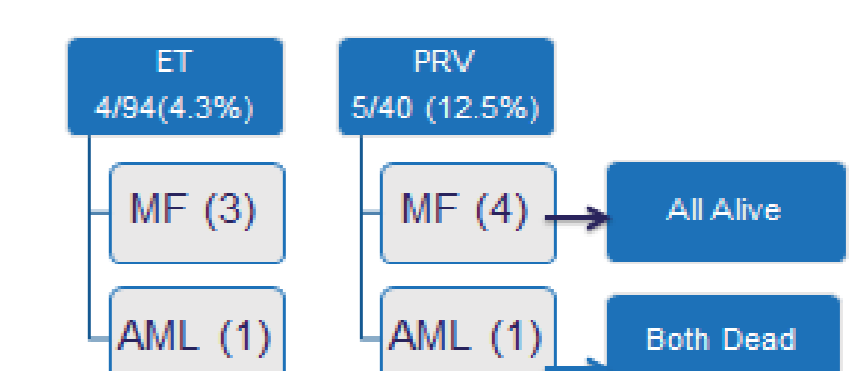 ET
4/94(4.3%)
PRV
5/40 (12.5%)
MF (3)
MF (4)
All Alive
AML (1)
AML (1)
Both Dead